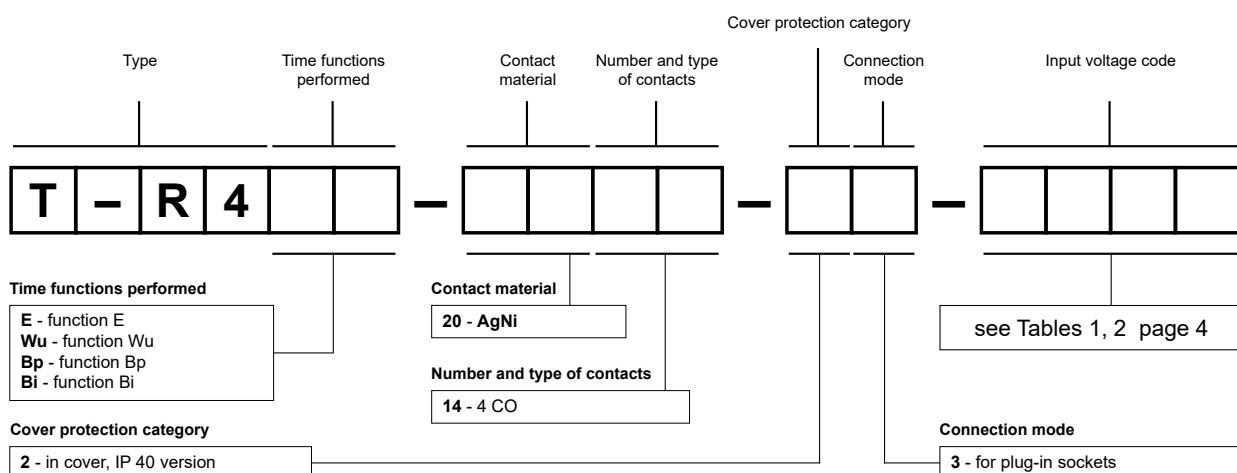 Cover protection category
Type
Time functions
performed
Contact
material
Number and type
of contacts
Connection
mode
Input voltage code
T – R 4 – – –
Time functions performed
E - function E
Wu - function Wu
Bp - function Bp
Bi - function Bi
Contact material
20 - AgNi
see Tables 1, 2 page 4
Number and type of contacts
14 - 4 CO
Cover protection category
2 - in cover, IP 40 version
Connection mode
3 - for plug-in sockets